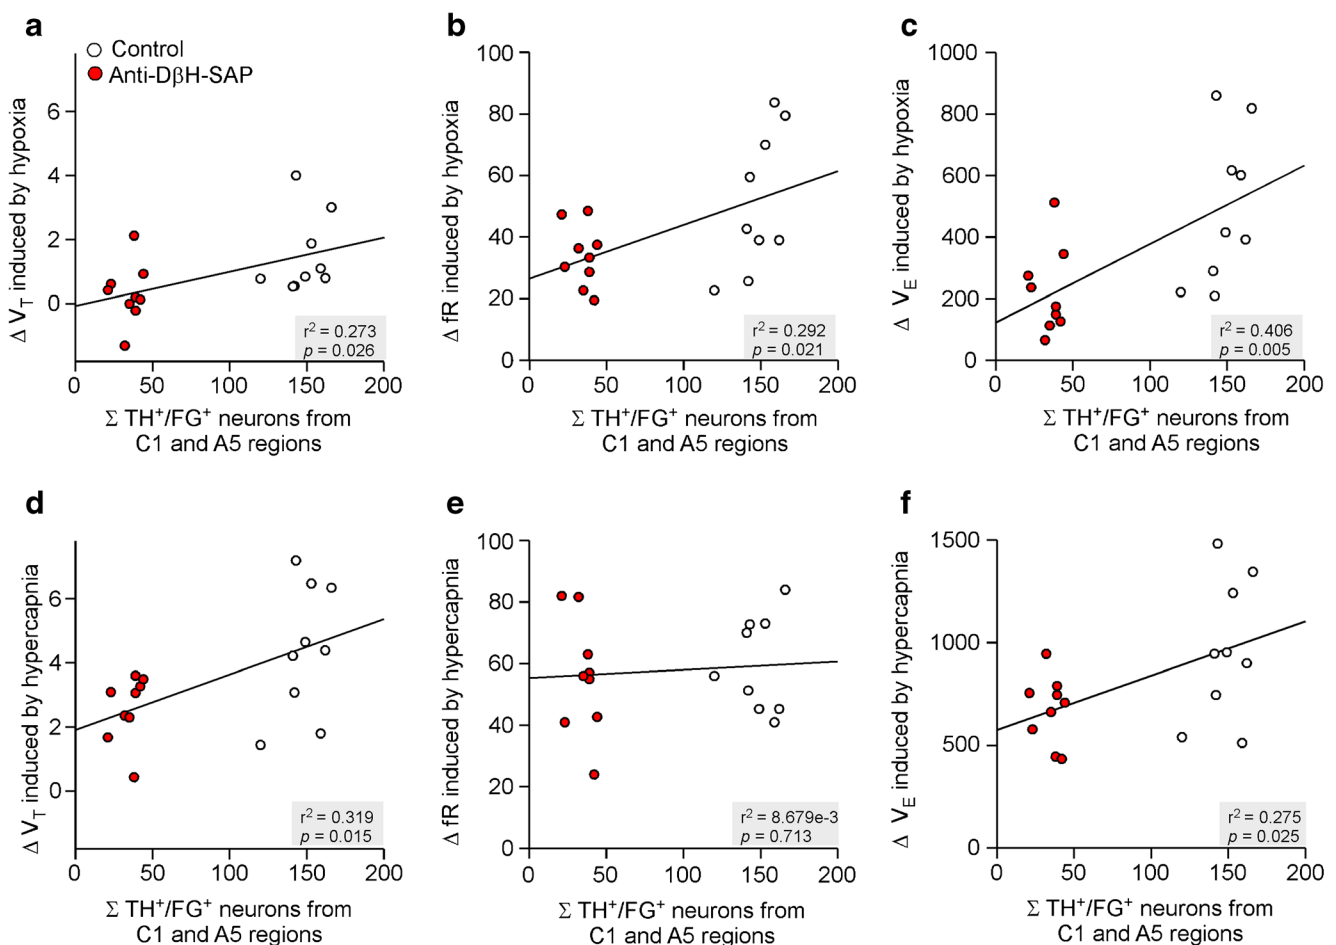 a
Control
Anti-DβH-SAP
Δ VT induced by hypoxia
6
4
2
0
r2 = 0.273
p = 0.026
0 50 100 150 200
Σ TH+/FG+ neurons from
C1 and A5 regions
b
Δ fR induced by hypoxia
100
80
60
40
20
0
r2 = 0.292
p = 0.021
0 50 100 150 200
Σ TH+/FG+ neurons from
C1 and A5 regions
c
Δ VE induced by hypoxia
1000
800
600
400
200
0
r2 = 0.406
p = 0.005
0 50 100 150 200
Σ TH+/FG+ neurons from
C1 and A5 regions
d
Δ VT induced by hypercapnia
6
4
2
0
r2 = 0.319
p = 0.015
0 50 100 150 200
Σ TH+/FG+ neurons from
C1 and A5 regions
e
Δ fR induced by hypercapnia
100
80
60
40
20
0
r2 = 8.679e-3
p = 0.713
0 50 100 150 200
Σ TH+/FG+ neurons from
C1 and A5 regions
f
Δ VE induced by hypercapnia
1500
1000
500
0
r2 = 0.275
p = 0.025
0 50 100 150 200
Σ TH+/FG+ neurons from
C1 and A5 regions